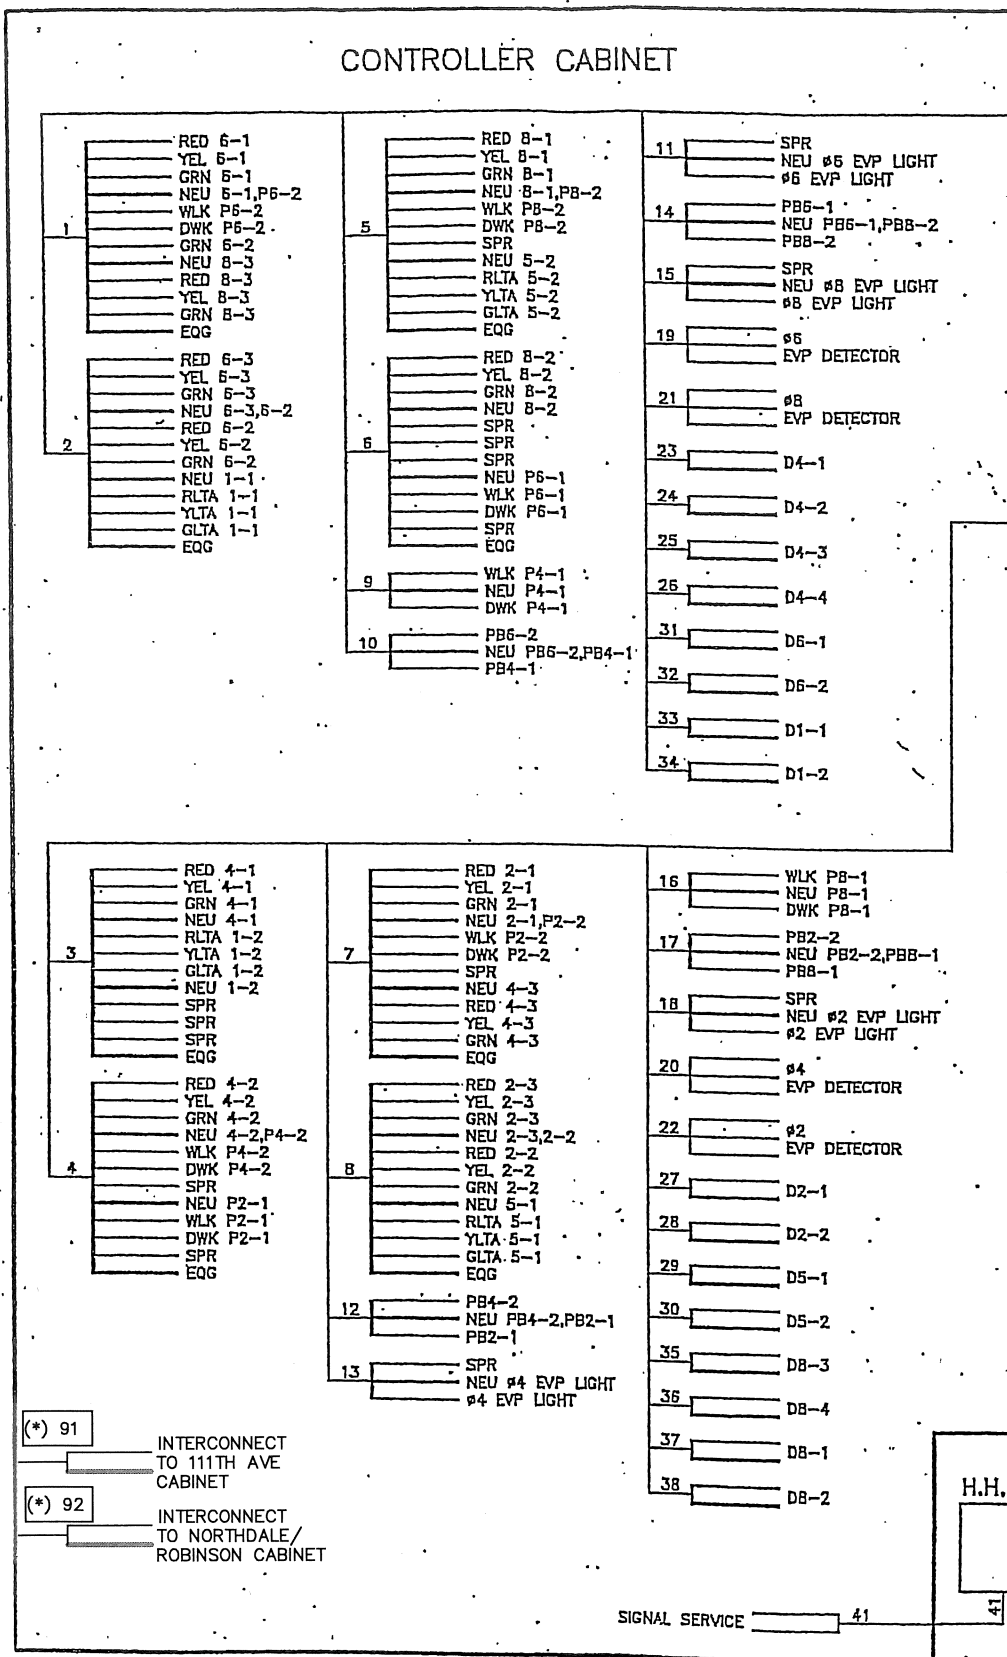 CONTROLLER CABINET
1
RED 6-1
YEL 6-1
GRN 6-1
NEU 6-1,P6-2
WLK P6-2
DWK P6-2
GRN 6-2
NEU 8-3
RED 8-3
YEL 8-3
GRN 8-3
EQG
2
RED 6-3
YEL 6-3
GRN 6-3
NEU 6-3,6-2
RED 6-2
YEL 6-2
GRN 6-2
NEU 1-1
RLTA 1-1
YLTA 1-1
GLTA 1-1
EQG
5
RED 8-1
YEL 8-1
GRN 8-1
NEU 8-1,P8-2
WLK P8-2
DWK P8-2
SPR
NEU 5-2
RLTA 5-2
YLTA 5-2
GLTA 5-2
EQG
6
RED 8-2
YEL 8-2
GRN 8-2
NEU 8-2
SPR
SPR
SPR
NEU P6-1
WLK P6-1
DWK P6-1
SPR
EQG
9
WLK P4-1
NEU P4-1
DWK P4-1
10
PB6-2
NEU PB6-2,PB4-1
PB4-1
11
SPR
NEU ø6 EVP LIGHT
ø6 EVP LIGHT
14
PB6-1
NEU PB6-1,PB8-2
PB8-2
15
SPR
NEU ø8 EVP LIGHT
ø8 EVP LIGHT
19
ø6
EVP DETECTOR
21
ø8
EVP DETECTOR
23
D4-1
24
D4-2
25
D4-3
26
D4-4
31
D6-1
32
D6-2
33
D1-1
34
D1-2
3
RED 4-1
YEL 4-1
GRN 4-1
NEU 4-1
RLTA 1-2
YLTA 1-2
GLTA 1-2
NEU 1-2
SPR
SPR
SPR
EQG
4
RED 4-2
YEL 4-2
GRN 4-2
NEU 4-2,P4-2
WLK P4-2
DWK P4-2
SPR
NEU P2-1
WLK P2-1
DWK P2-1
SPR
EQG
7
RED 2-1
YEL 2-1
GRN 2-1
NEU 2-1,P2-2
WLK P2-2
DWK P2-2
SPR
NEU 4-3
RED 4-3
YEL 4-3
GRN 4-3
EQG
8
RED 2-3
YEL 2-3
GRN 2-3
NEU 2-3,2-2
RED 2-2
YEL 2-2
GRN 2-2
NEU 5-1
RLTA 5-1
YLTA 5-1
GLTA 5-1
EQG
12
PB4-2
NEU PB4-2,PB2-1
PB2-1
13
SPR
NEU ø4 EVP LIGHT
ø4 EVP LIGHT
16
WLK P8-1
NEU P8-1
DWK P8-1
17
PB2-2
NEU PB2-2,PB8-1
PB8-1
18
SPR
NEU ø2 EVP LIGHT
ø2 EVP LIGHT
20
ø4
EVP DETECTOR
22
ø2
EVP DETECTOR
27
D2-1
28
D2-2
29
D5-1
30
D5-2
35
D8-3
36
D8-4
37
D8-1
38
D8-2
(*) 91
INTERCONNECT
TO 111TH AVE
CABINET
(*) 92
INTERCONNECT
TO NORTHDALE/
ROBINSON CABINET
SIGNAL SERVICE
41
H.H.
41